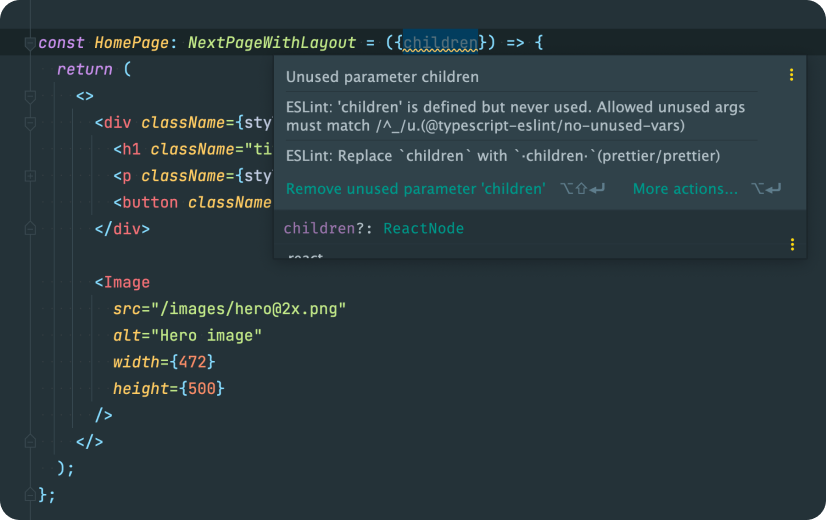 const HomePage: NextPageWithLayout = ({children}) => {
return (
<>
<div className={sty
<h1 className="ti
<p className={sty
<button className
</div>
<Image
src="/images/hero@2x.png"
alt="Hero image"
width={472}
height={500}
/>
</>
);
};
Unused parameter children
ESLint: 'children' is defined but never used. Allowed unused args
must match /^_/u.(@typescript-eslint/no-unused-vars)
ESLint: Replace `children` with `·children·`(prettier/prettier)
Remove unused parameter 'children' ⌥⇧↵ More actions... ⌥↵
children?: ReactNode
react